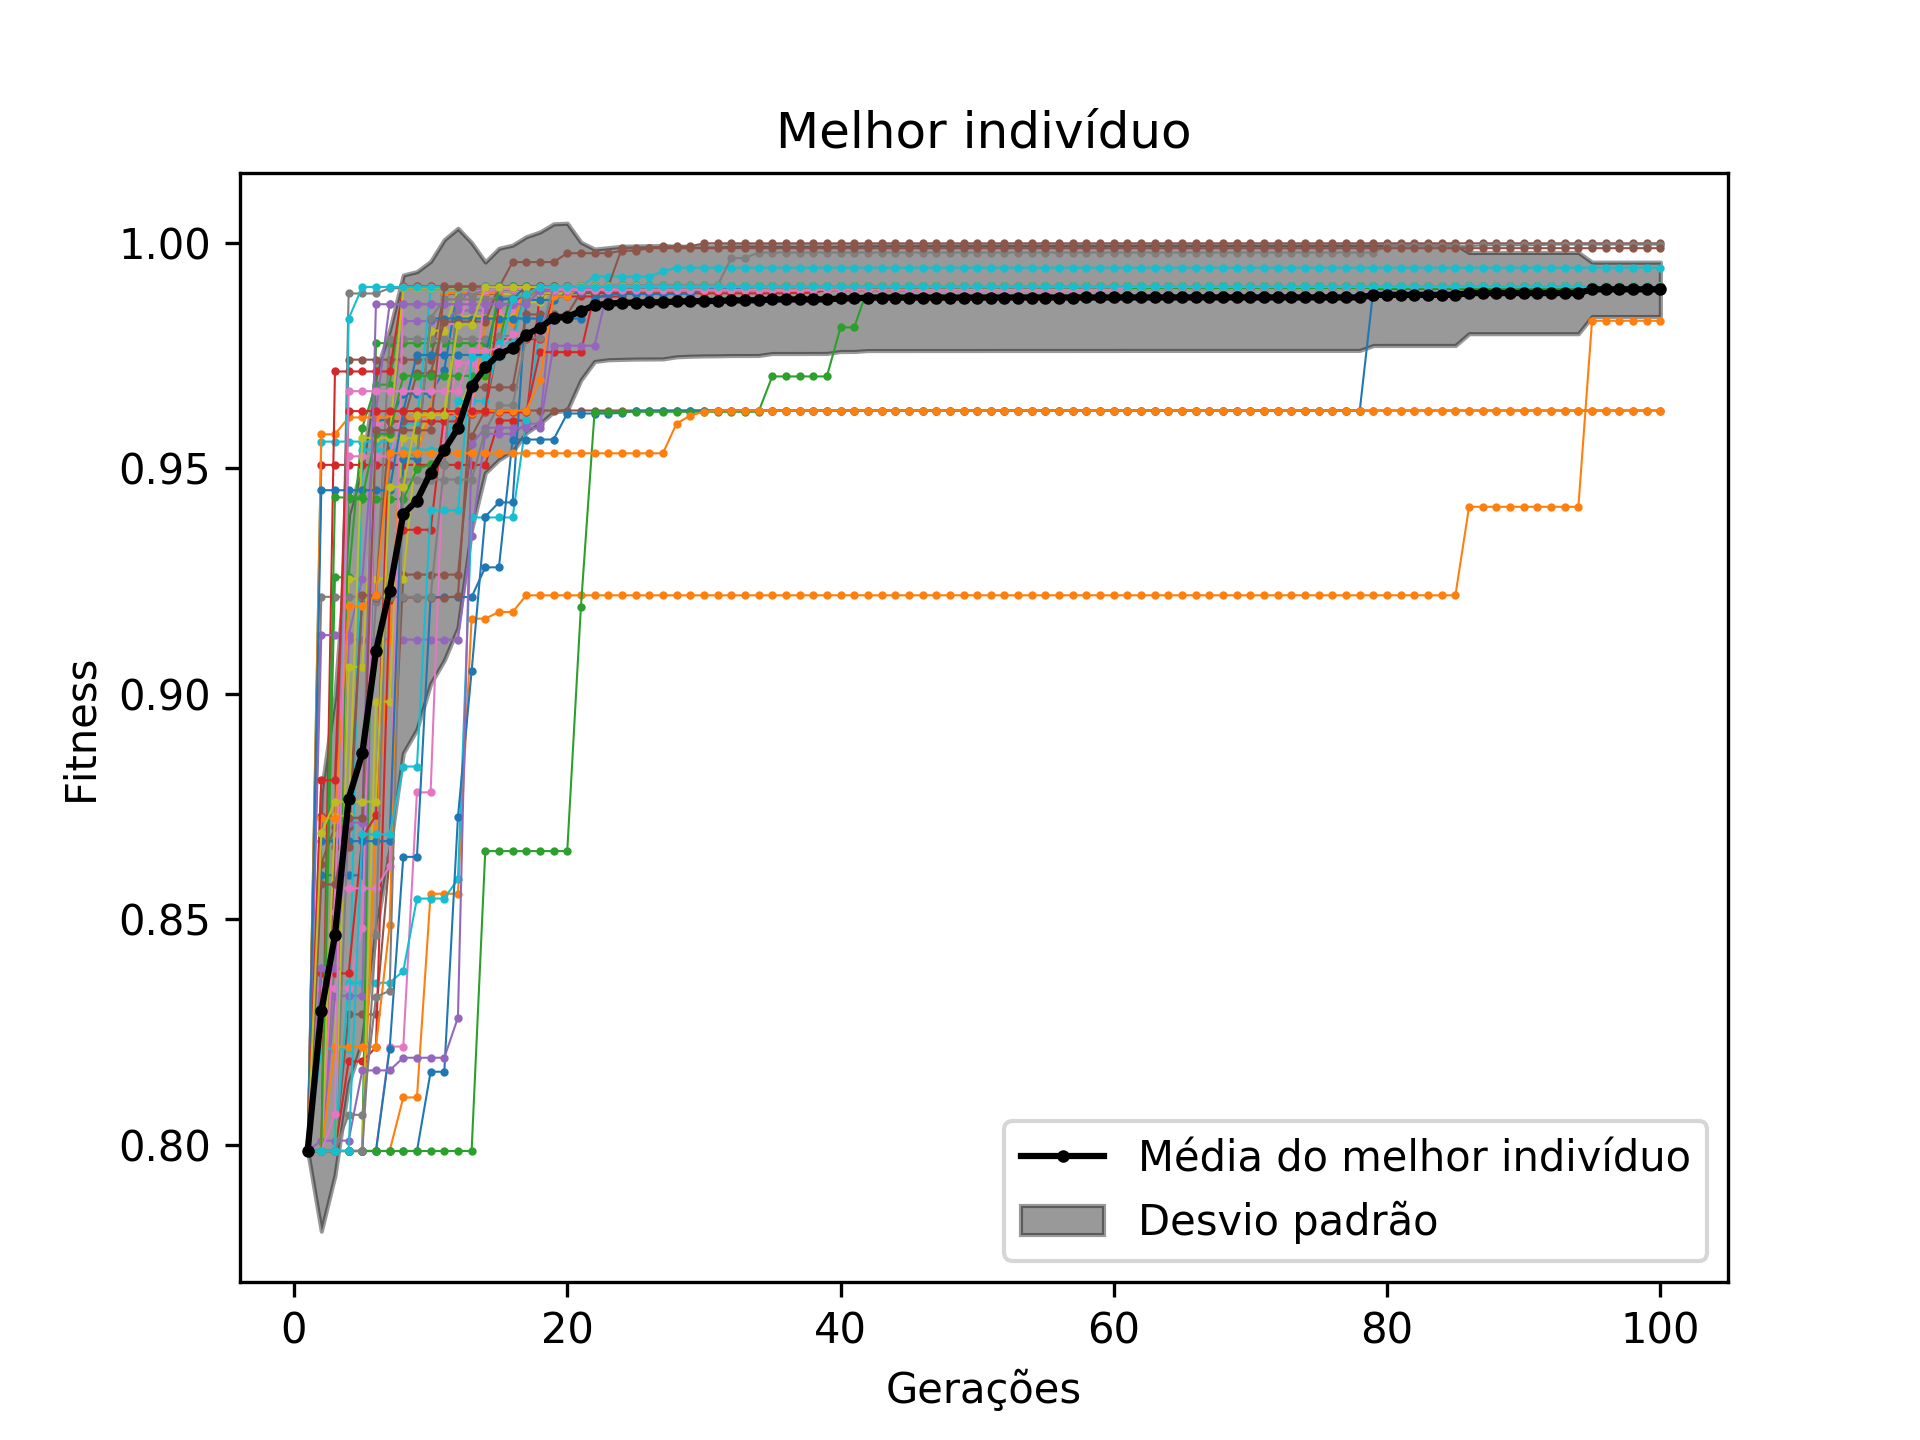 Melhor indivíduo
1.00
0.95
0.90
0.85
0.80
Fitness
Média do melhor indivíduo
Desvio padrão
0 20 40 60 80 100
Gerações